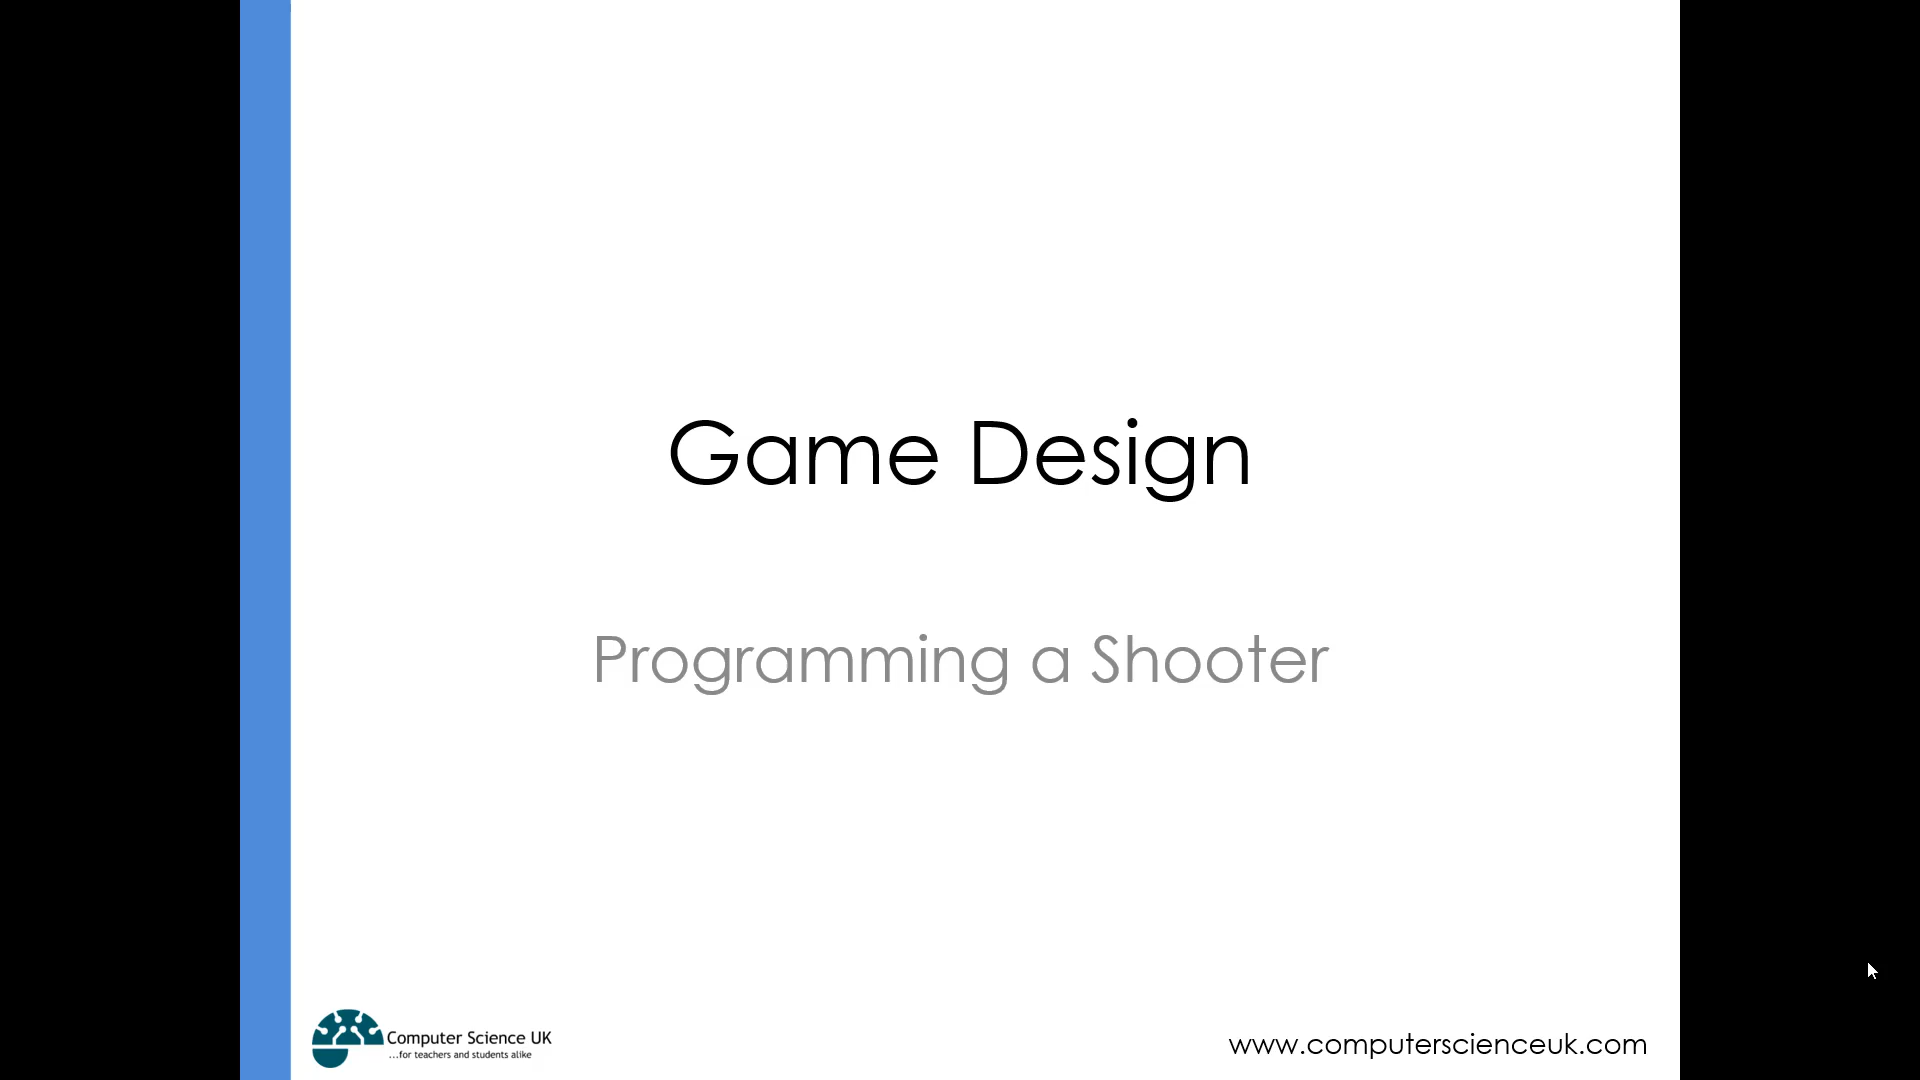 Game Design
Programming a Shooter
Computer Science UK
...for teachers and students alike
www.computerscienceuk.com